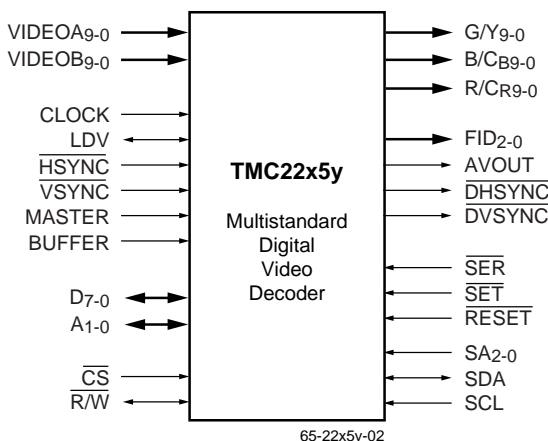 VIDEOA9-0
VIDEOB9-0
CLOCK
LDV
HSYNC
VSYNC
MASTER
BUFFER
D7-0
A1-0
CS
R/W
TMC22x5y
Multistandard
Digital
Video
Decoder
G/Y9-0
B/CB9-0
R/CR9-0
FID2-0
AVOUT
DHSYNC
DVSYNC
SER
SET
RESET
SA2-0
SDA
SCL
65-22x5y-02